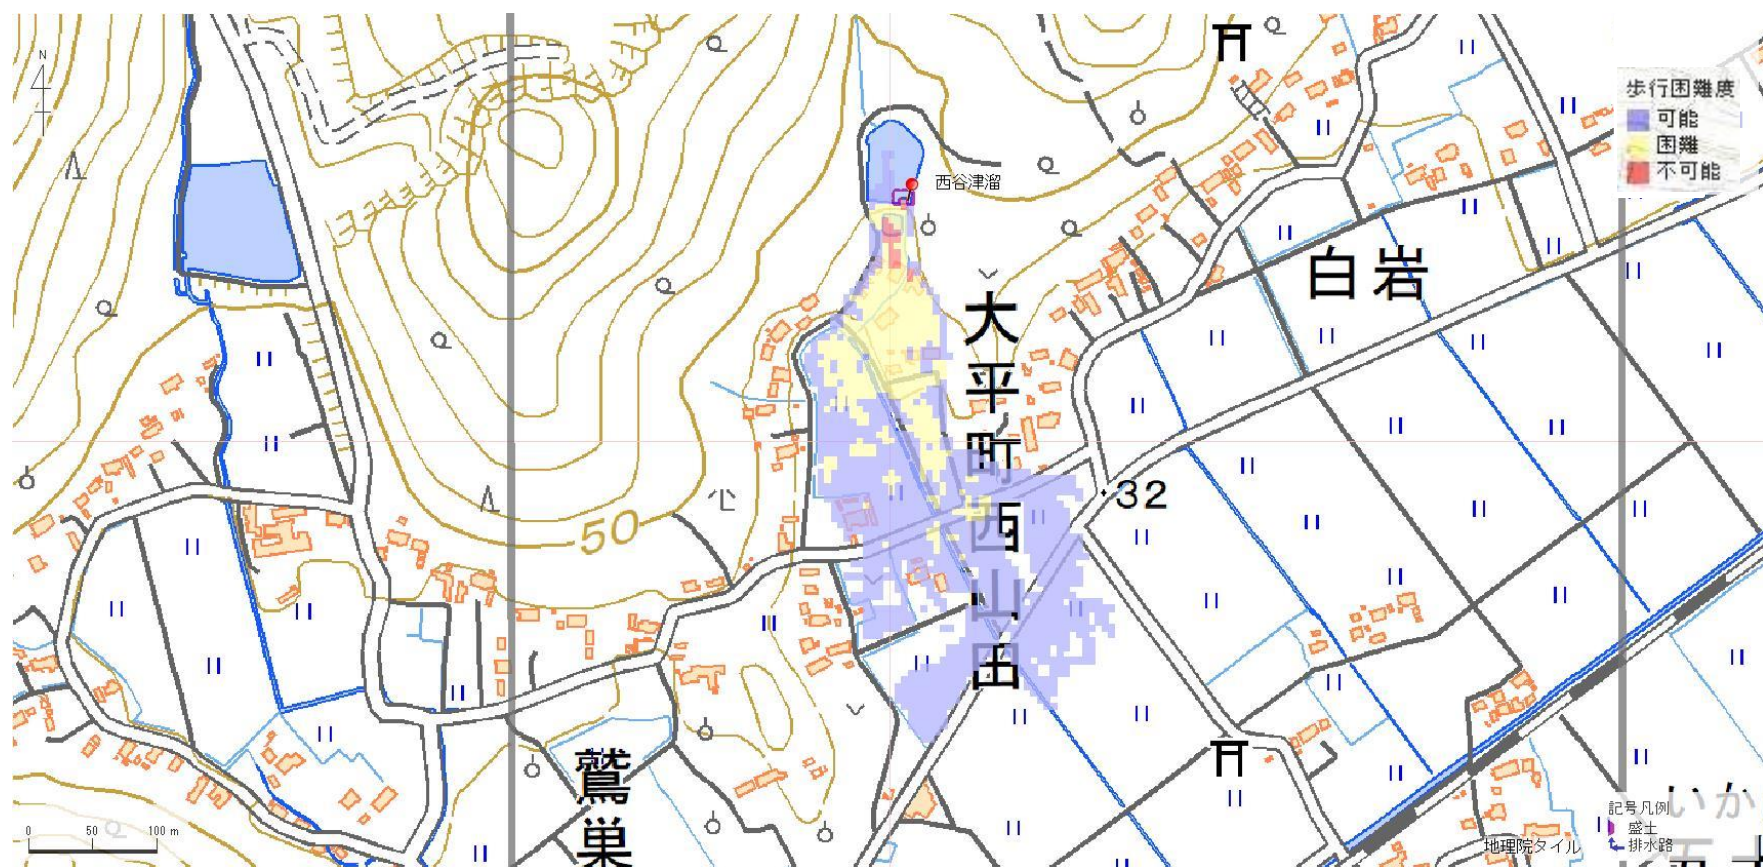 N
歩行困難度
可能
困難
不可能
西谷津溜
白岩
大平町西山田
32
50
鷲巣
0 50 100 m
記号凡例
盛土
排水路
地理院タイル
いか